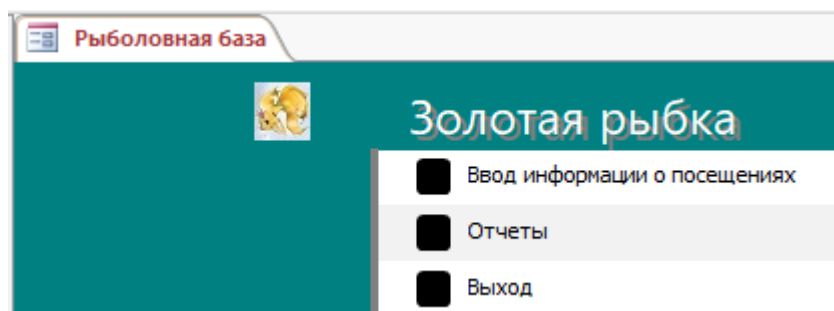 Рыболовная база
Золотая рыбка
Ввод информации о посещениях
Отчеты
Выход